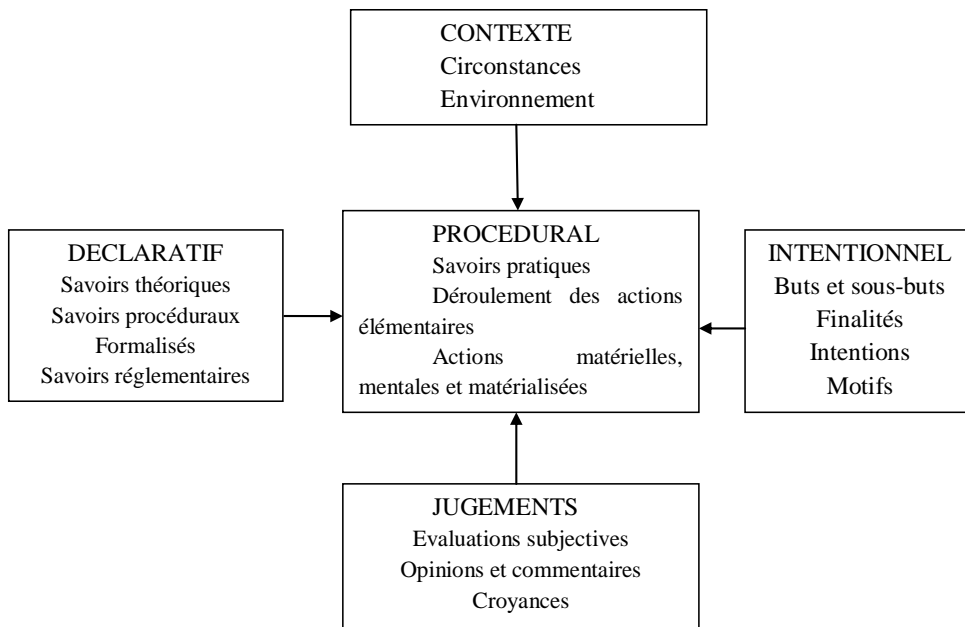 CONTEXTE
Circonstances
Environnement
DECLARATIF
Savoirs théoriques
Savoirs procéduraux
Formalisés
Savoirs réglementaires
PROCEDURAL
Savoirs pratiques
Déroulement des actions
élémentaires
Actions matérielles,
mentales et matérialisées
INTENTIONNEL
Buts et sous-buts
Finalités
Intentions
Motifs
JUGEMENTS
Evaluations subjectives
Opinions et commentaires
Croyances